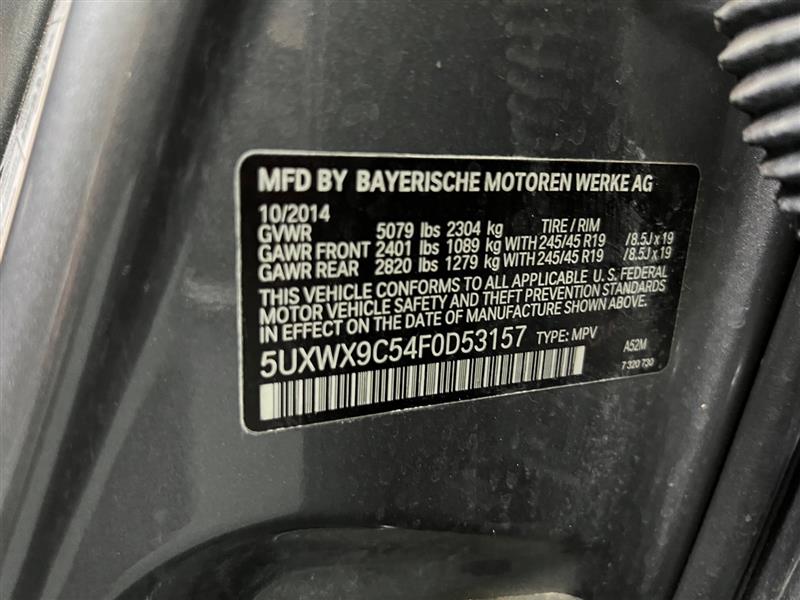 MFD BY BAYERISCHE MOTOREN WERKE AG
10/2014 TIRE / RIM
GVWR 5079 lbs 2304 kg
GAWR FRONT 2401 lbs 1089 kg WITH 245/45 R19 /8.5J x 19
GAWR REAR 2820 lbs 1279 kg WITH 245/45 R19 /8.5J x 19
THIS VEHICLE CONFORMS TO ALL APPLICABLE U.S. FEDERAL
MOTOR VEHICLE SAFETY AND THEFT PREVENTION STANDARDS
IN EFFECT ON THE DATE OF MANUFACTURE SHOWN ABOVE.
5UXWX9C54F0D53157 TYPE: MPV A52M
7 320 730